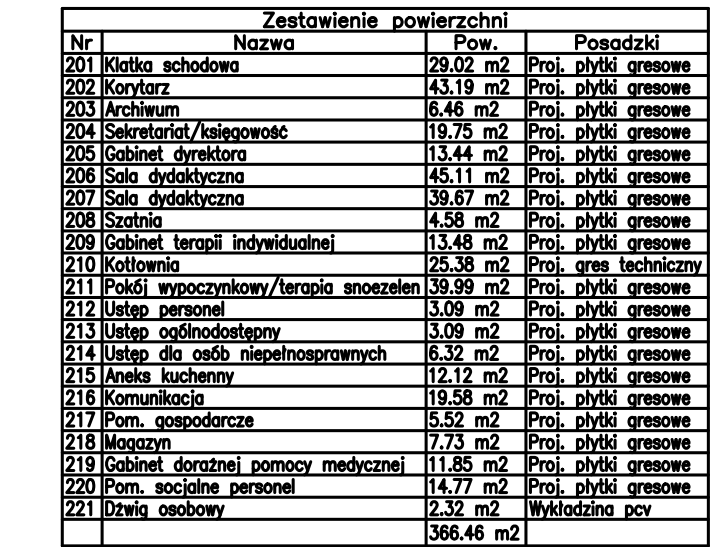 Zestawienie powierzchni
Nr Nazwa Pow. Posadzki
201 Klatka schodowa 29.02 m2 Proj. płytki gresowe
202 Korytarz 43.19 m2 Proj. płytki gresowe
203 Archiwum 6.46 m2 Proj. płytki gresowe
204 Sekretariat/księgowość 19.75 m2 Proj. płytki gresowe
205 Gabinet dyrektora 13.44 m2 Proj. płytki gresowe
206 Sala dydaktyczna 45.11 m2 Proj. płytki gresowe
207 Sala dydaktyczna 39.67 m2 Proj. płytki gresowe
208 Szatnia 4.58 m2 Proj. płytki gresowe
209 Gabinet terapii indywidualnej 13.48 m2 Proj. płytki gresowe
210 Kotłownia 25.38 m2 Proj. gres techniczny
211 Pokój wypoczynkowy/terapia snoezelen 39.99 m2 Proj. płytki gresowe
212 Ustęp personel 3.09 m2 Proj. płytki gresowe
213 Ustęp ogólnodostępny 3.09 m2 Proj. płytki gresowe
214 Ustęp dla osób niepełnosprawnych 6.32 m2 Proj. płytki gresowe
215 Aneks kuchenny 12.12 m2 Proj. płytki gresowe
216 Komunikacja 19.58 m2 Proj. płytki gresowe
217 Pom. gospodarcze 5.52 m2 Proj. płytki gresowe
218 Magazyn 7.73 m2 Proj. płytki gresowe
219 Gabinet doraźnej pomocy medycznej 11.85 m2 Proj. płytki gresowe
220 Pom. socjalne personel 14.77 m2 Proj. płytki gresowe
221 Dźwig osobowy 2.32 m2 Wykładzina pcv
366.46 m2